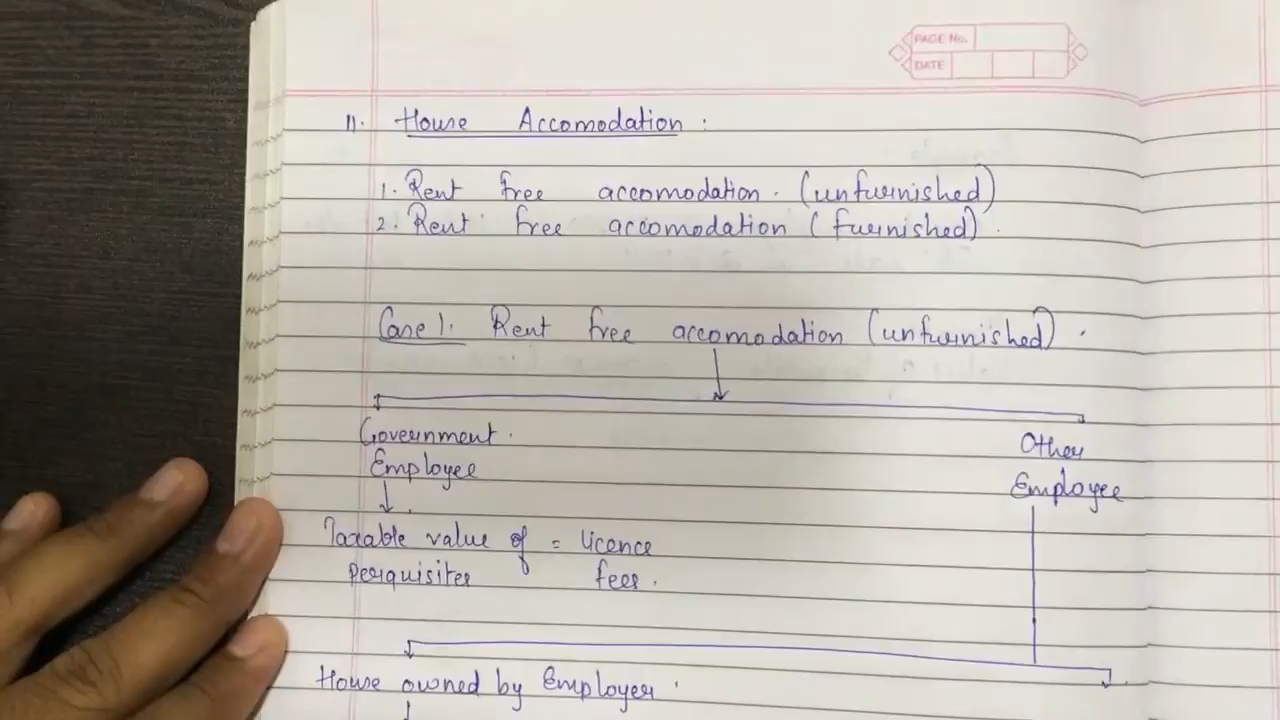 PAGE No.
DATE
11. House Accomodation :
1. Rent free accomodation. (unfurnished)
2. Rent free accomodation (furnished).
Case 1. Rent free accomodation (unfurnished).
Government.
Employee
Other
Employee
Taxable value of = licence
perquisites fees.
House owned by Employer.